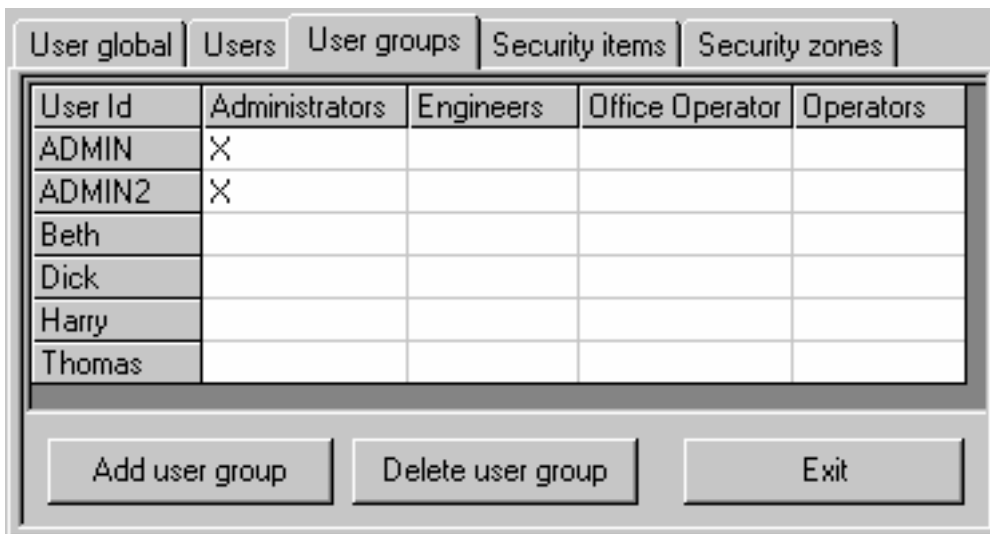 User global Users User groups Security items Security zones
User Id Administrators Engineers Office Operator Operators
ADMIN X
ADMIN2 X
Beth
Dick
Harry
Thomas
Add user group Delete user group Exit